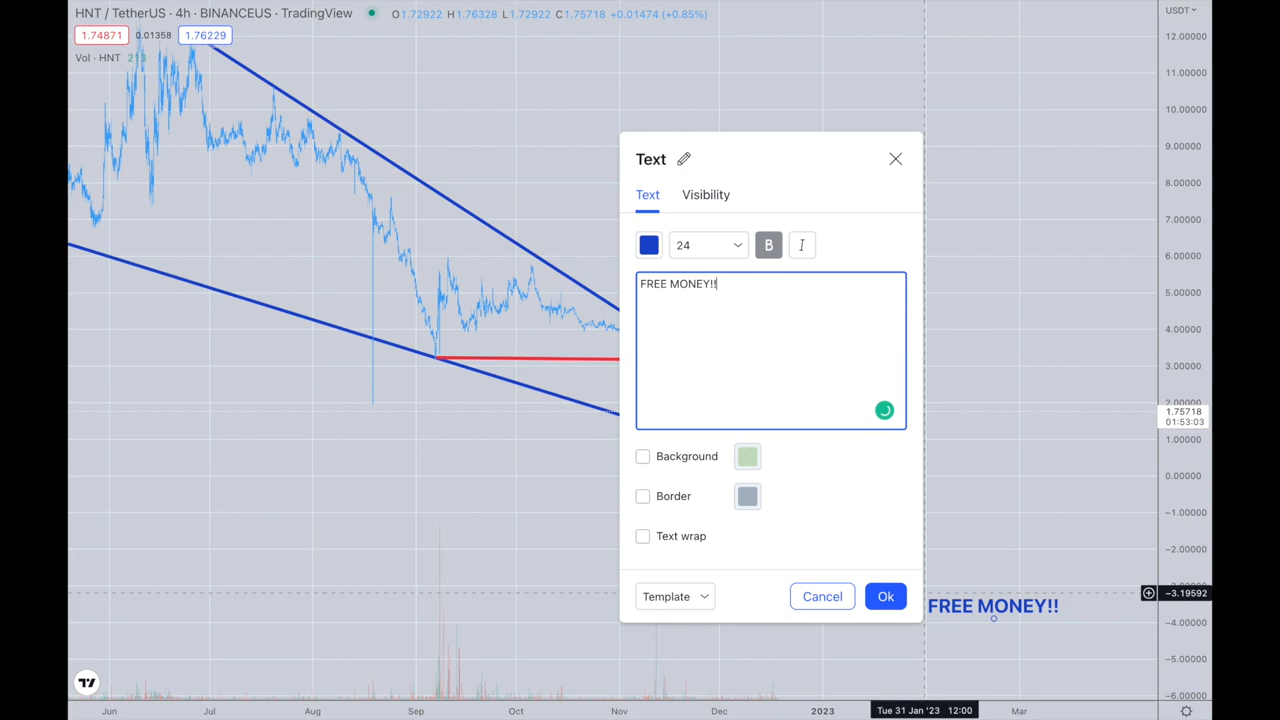 HNT / TetherUS · 4h · BINANCEUS · TradingView O1.72922 H1.76328 L1.72922 C1.75718 +0.01474 (+0.85%)
USDT
1.74871 0.01358 1.76229
Vol · HNT 213
12.00000
11.00000
10.00000
9.00000
8.00000
7.00000
6.00000
5.00000
4.00000
3.00000
2.00000
1.75718
01:53:03
1.00000
0.00000
−1.00000
−2.00000
−3.19592
−4.00000
−5.00000
−6.00000
Text
Text Visibility
24 B I
FREE MONEY!!
Background
Border
Text wrap
Template Cancel Ok
FREE MONEY!!
Jun Jul Aug Sep Oct Nov Dec 2023 Tue 31 Jan '23 12:00 Mar